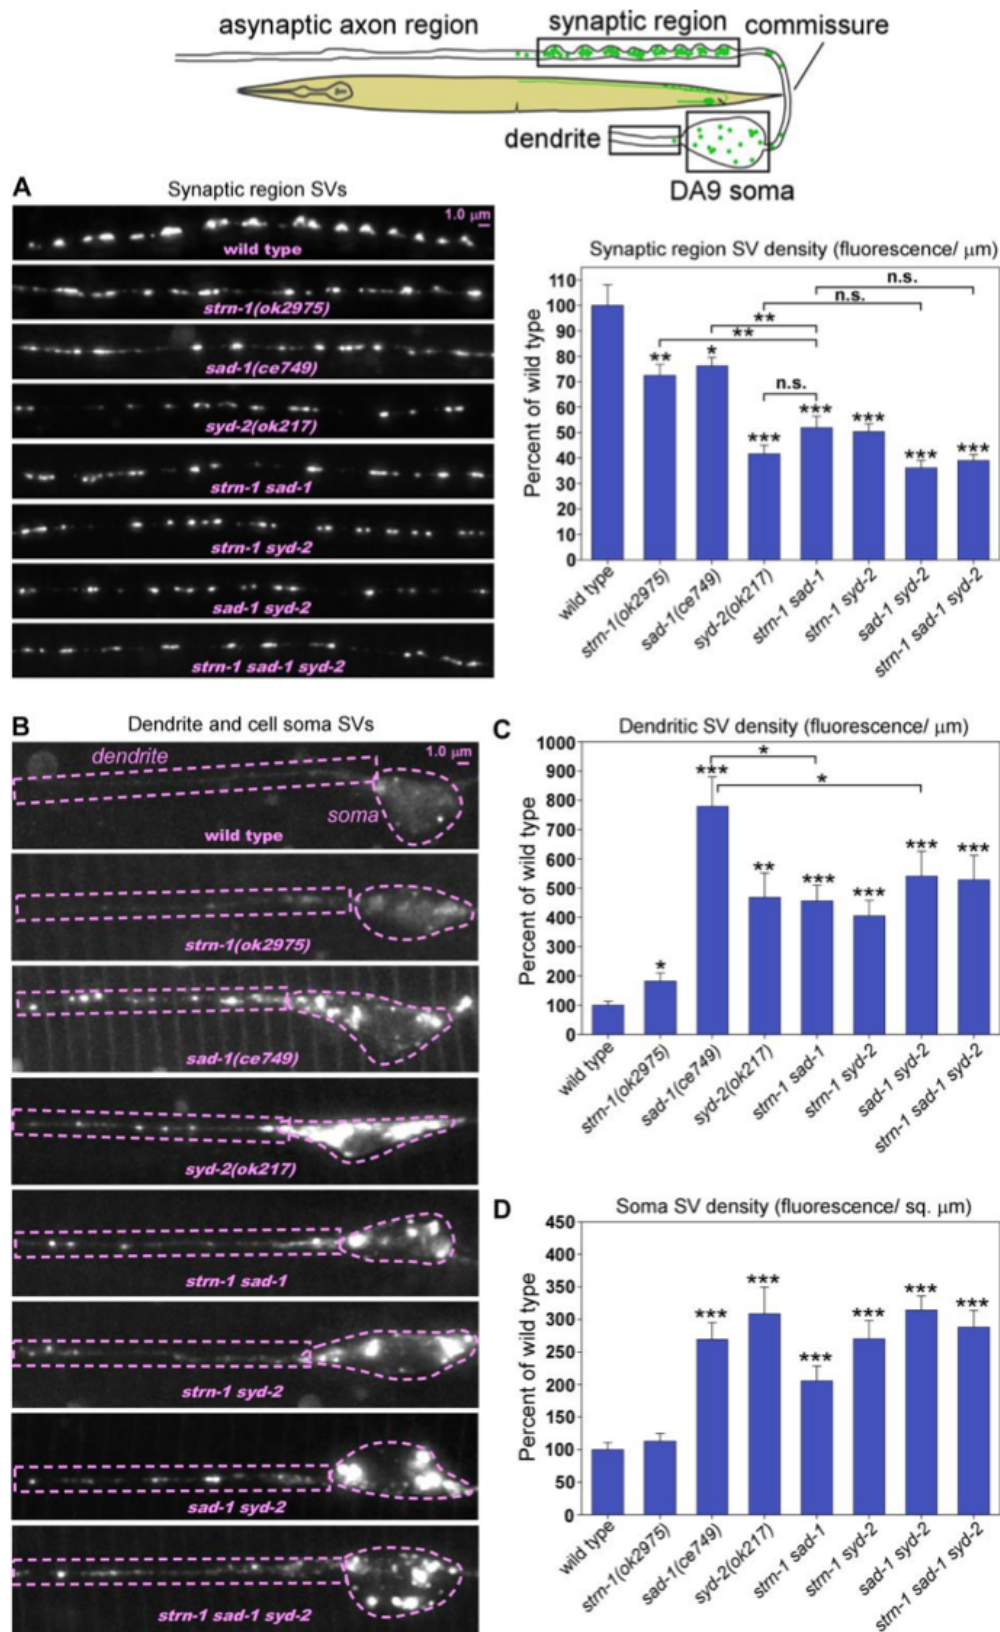 asynaptic axon region
synaptic region
commissure
dendrite
DA9 soma
A
Synaptic region SVs
1.0 μm
wild type
strn-1(ok2975)
sad-1(ce749)
syd-2(ok217)
strn-1 sad-1
strn-1 syd-2
sad-1 syd-2
strn-1 sad-1 syd-2
Synaptic region SV density (fluorescence/ μm)
Percent of wild type
110
100
90
80
70
60
50
40
30
20
10
0
**
*
***
***
***
***
***
**
**
n.s.
n.s.
n.s.
wild type
strn-1(ok2975)
sad-1(ce749)
syd-2(ok217)
strn-1 sad-1
strn-1 syd-2
sad-1 syd-2
strn-1 sad-1 syd-2
B
Dendrite and cell soma SVs
dendrite
1.0 μm
soma
wild type
strn-1(ok2975)
sad-1(ce749)
syd-2(ok217)
strn-1 sad-1
strn-1 syd-2
sad-1 syd-2
strn-1 sad-1 syd-2
C
Dendritic SV density (fluorescence/ μm)
Percent of wild type
1000
900
800
700
600
500
400
300
200
100
0
*
***
**
***
***
***
***
*
*
wild type
strn-1(ok2975)
sad-1(ce749)
syd-2(ok217)
strn-1 sad-1
strn-1 syd-2
sad-1 syd-2
strn-1 sad-1 syd-2
D
Soma SV density (fluorescence/ sq. μm)
Percent of wild type
450
400
350
300
250
200
150
100
50
0
***
***
***
***
***
***
wild type
strn-1(ok2975)
sad-1(ce749)
syd-2(ok217)
strn-1 sad-1
strn-1 syd-2
sad-1 syd-2
strn-1 sad-1 syd-2